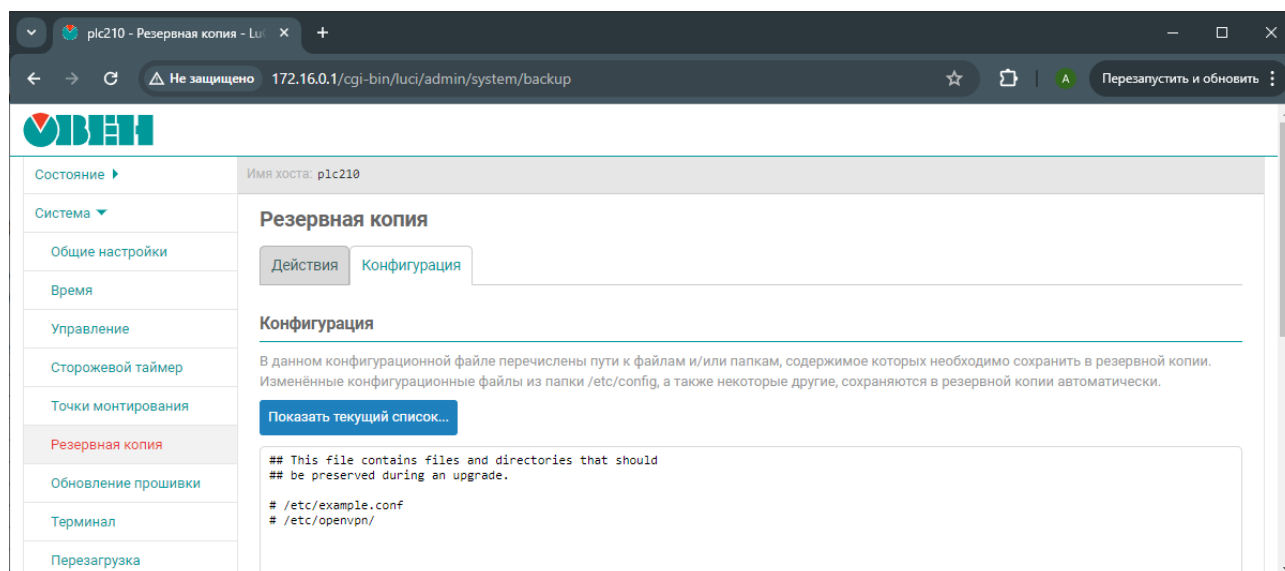 plc210 - Резервная копия - Lu
Не защищено
172.16.0.1/cgi-bin/luci/admin/system/backup
A
Перезапустить и обновить
ОВЕН
Состояние
Имя хоста: plc210
Система
Резервная копия
Общие настройки
Действия
Конфигурация
Время
Управление
Конфигурация
Сторожевой таймер
В данном конфигурационной файле перечислены пути к файлам и/или папкам, содержимое которых необходимо сохранить в резервной копии.
Изменённые конфигурационные файлы из папки /etc/config, а также некоторые другие, сохраняются в резервной копии автоматически.
Точки монтирования
Показать текущий список...
Резервная копия
## This file contains files and directories that should
## be preserved during an upgrade.
Обновление прошивки
# /etc/example.conf
# /etc/openvpn/
Терминал
Перезагрузка